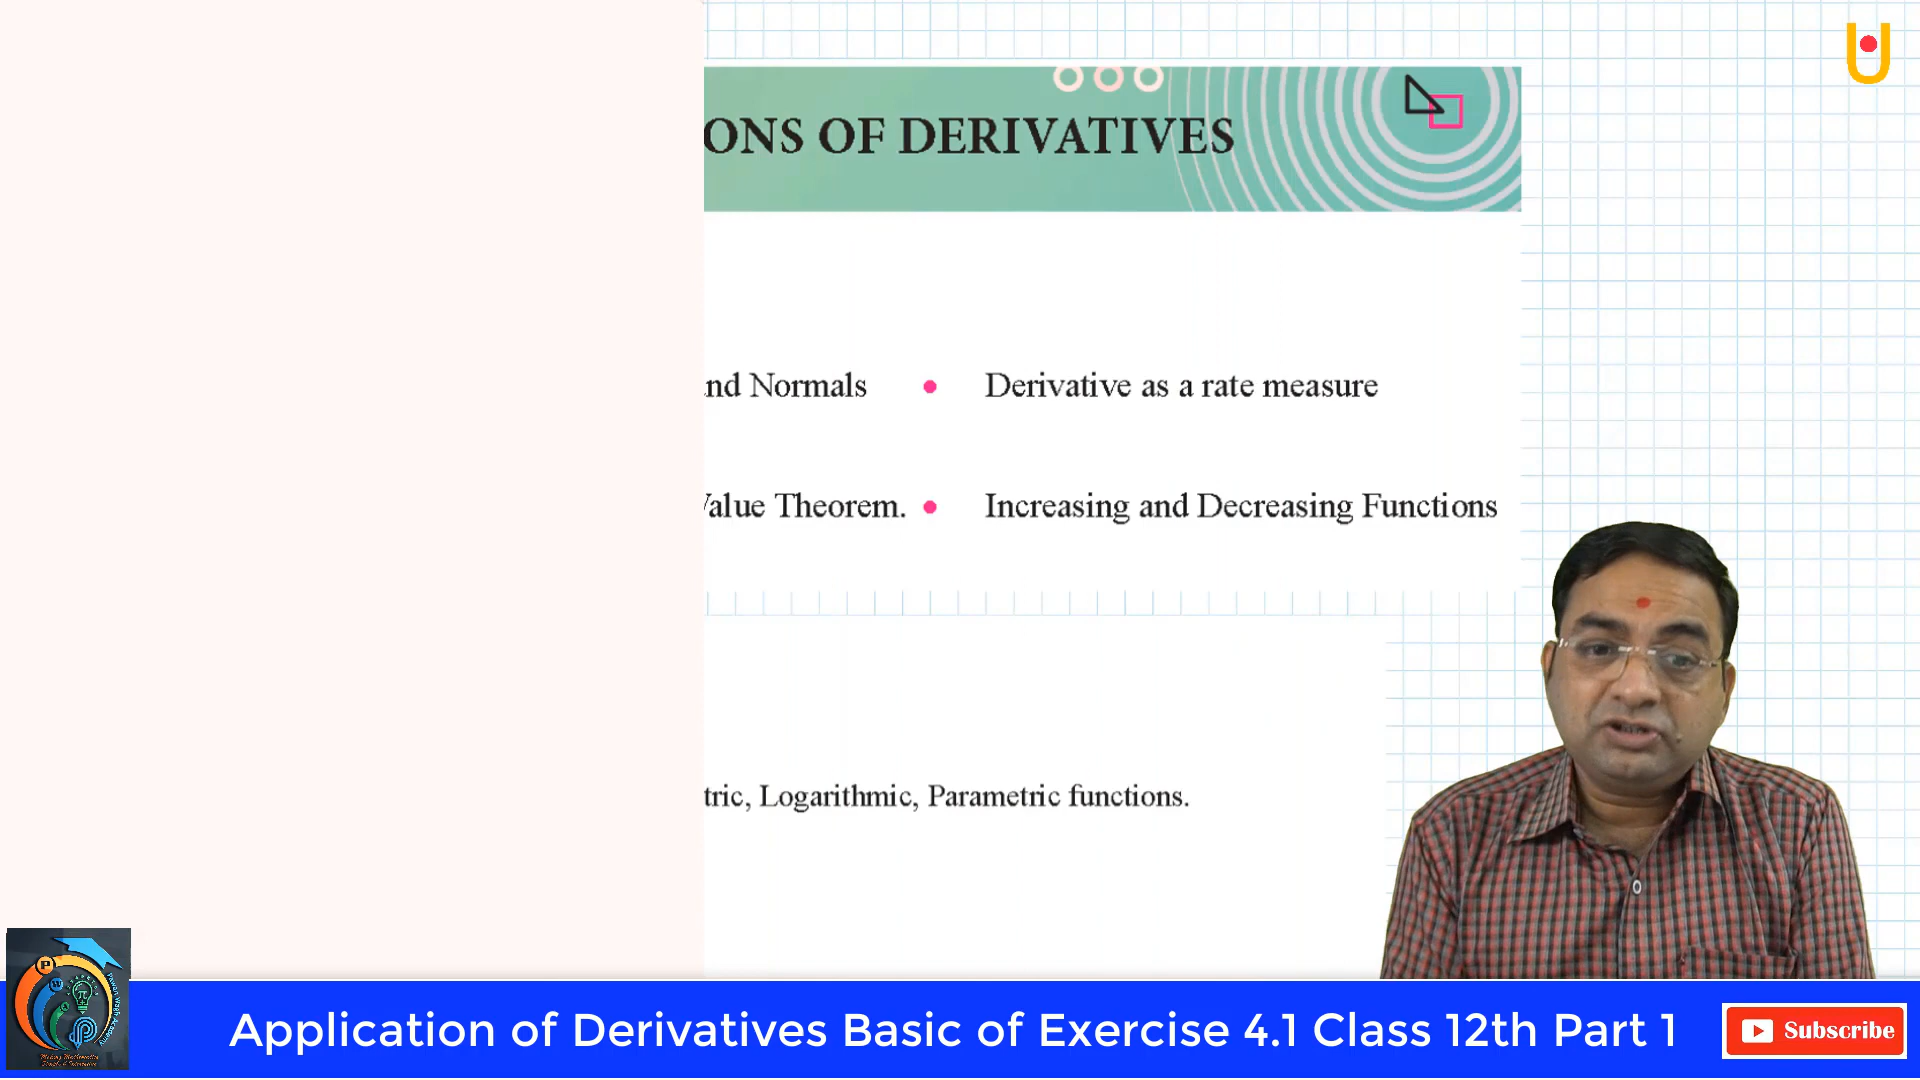 ONS OF DERIVATIVES
nd Normals • Derivative as a rate measure
alue Theorem. • Increasing and Decreasing Functions
tric, Logarithmic, Parametric functions.
Application of Derivatives Basic of Exercise 4.1 Class 12th Part 1
Subscribe